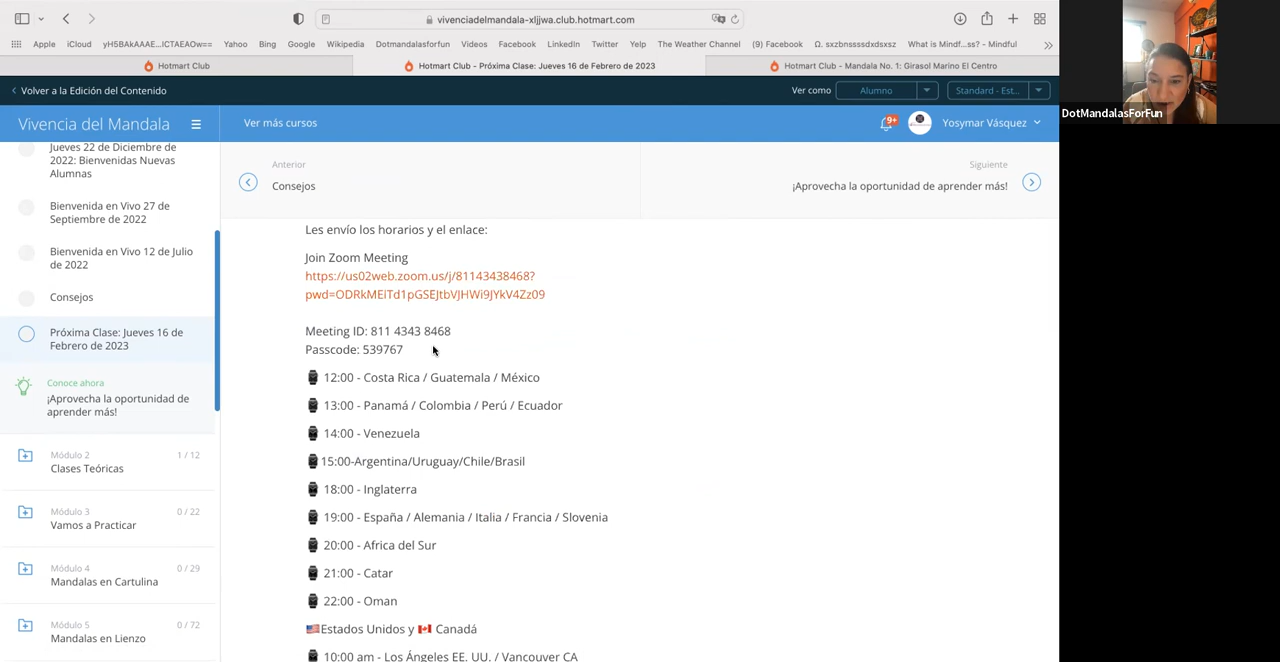 vivenciadelmandala-xljjwa.club.hotmart.com
Apple iCloud yH5BAkAAAE...ICTAEAOw== Yahoo Bing Google Wikipedia Dotmandalasforfun Videos Facebook LinkedIn Twitter Yelp The Weather Channel (9) Facebook Ω. sxzbnssssdxdsxsz What is Mindf...ss? - Mindful
Hotmart Club
Hotmart Club - Próxima Clase: Jueves 16 de Febrero de 2023
Hotmart Club - Mandala No. 1: Girasol Marino El Centro
Volver a la Edición del Contenido
Ver como
Alumno
Standard - Est...
Vivencia del Mandala
Ver más cursos
9+
Yosymar Vásquez
Jueves 22 de Diciembre de
2022: Bienvenidas Nuevas
Alumnas
Bienvenida en Vivo 27 de
Septiembre de 2022
Bienvenida en Vivo 12 de Julio
de 2022
Consejos
Próxima Clase: Jueves 16 de
Febrero de 2023
Conoce ahora
¡Aprovecha la oportunidad de
aprender más!
Módulo 2 1 / 12
Clases Teóricas
Módulo 3 0 / 22
Vamos a Practicar
Módulo 4 0 / 29
Mandalas en Cartulina
Módulo 5 0 / 72
Mandalas en Lienzo
Anterior
Consejos
Siguiente
¡Aprovecha la oportunidad de aprender más!
Les envío los horarios y el enlace:
Join Zoom Meeting
https://us02web.zoom.us/j/81143438468?
pwd=ODRkMEiTd1pGSEJtbVJHWi9JYkV4Zz09
Meeting ID: 811 4343 8468
Passcode: 539767
12:00 - Costa Rica / Guatemala / México
13:00 - Panamá / Colombia / Perú / Ecuador
14:00 - Venezuela
15:00-Argentina/Uruguay/Chile/Brasil
18:00 - Inglaterra
19:00 - España / Alemania / Italia / Francia / Slovenia
20:00 - Africa del Sur
21:00 - Catar
22:00 - Oman
Estados Unidos y Canadá
10:00 am - Los Ángeles EE. UU. / Vancouver CA
DotMandalasForFun